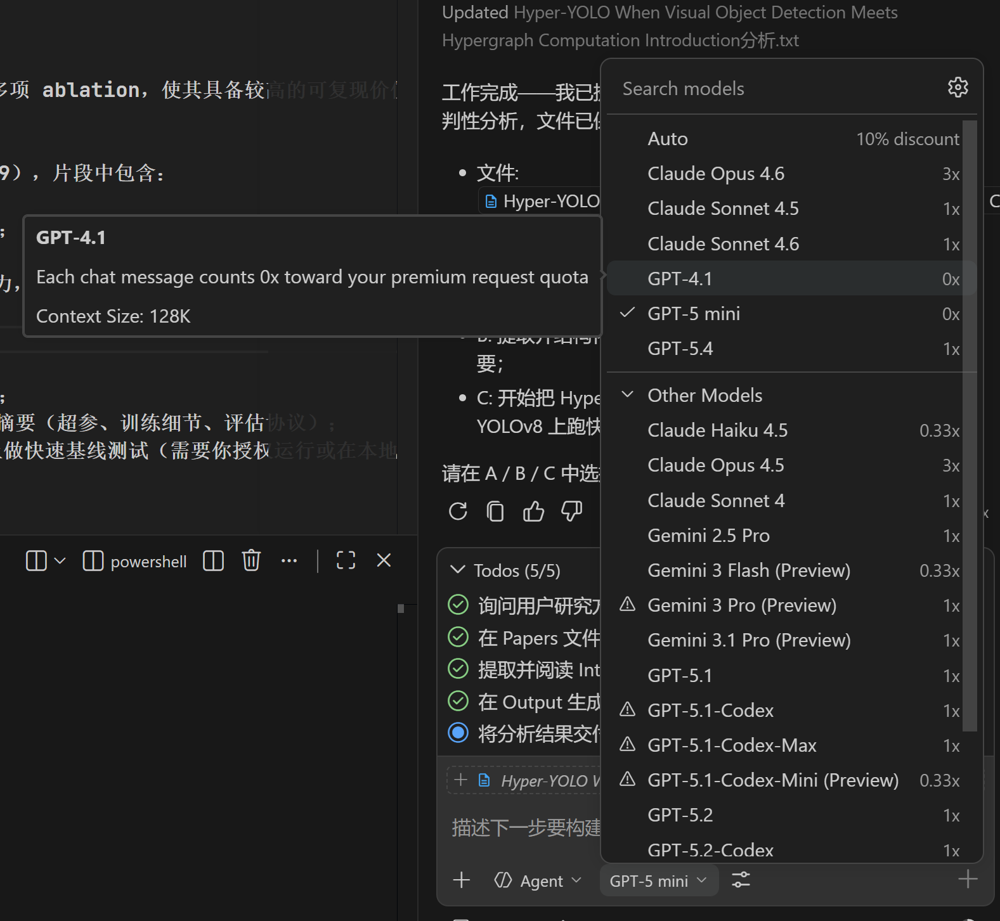 Updated Hyper-YOLO When Visual Object Detection Meets
Hypergraph Computation Introduction分析.txt
多项 ablation，使其具备较高的可复现价
9），片段中包含：
；
力，
；
摘要（超参、训练细节、评估协议）；
做快速基线测试（需要你授权运行或在本地
GPT-4.1
Each chat message counts 0x toward your premium request quota
Context Size: 128K
powershell
工作完成——我已
判性分析，文件已
文件:
Hyper-YOLO
B: 提取并结构
要；
C: 开始把 Hype
YOLOv8 上跑快
请在 A / B / C 中选
Todos (5/5)
询问用户研究
在 Papers 文件
提取并阅读 Int
在 Output 生成
将分析结果交
Hyper-YOLO
描述下一步要构建
Agent
GPT-5 mini
Search models
Auto 10% discount
Claude Opus 4.6 3x
Claude Sonnet 4.5 1x
Claude Sonnet 4.6 1x
GPT-4.1 0x
GPT-5 mini 0x
GPT-5.4 1x
Other Models
Claude Haiku 4.5 0.33x
Claude Opus 4.5 3x
Claude Sonnet 4 1x
Gemini 2.5 Pro 1x
Gemini 3 Flash (Preview) 0.33x
Gemini 3 Pro (Preview) 1x
Gemini 3.1 Pro (Preview) 1x
GPT-5.1 1x
GPT-5.1-Codex 1x
GPT-5.1-Codex-Max 1x
GPT-5.1-Codex-Mini (Preview) 0.33x
GPT-5.2 1x
GPT-5.2-Codex 1x